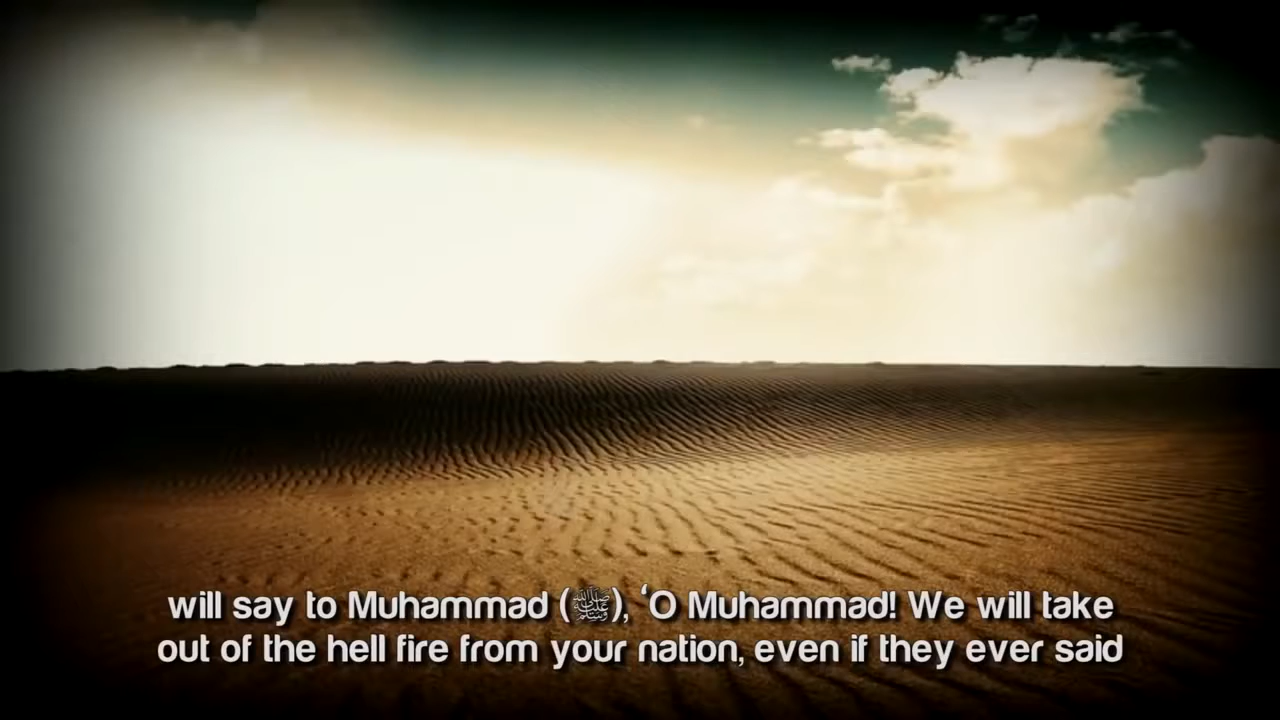 will say to Muhammad (ﷺ), ‘O Muhammad! We will take
out of the hell fire from your nation, even if they ever said